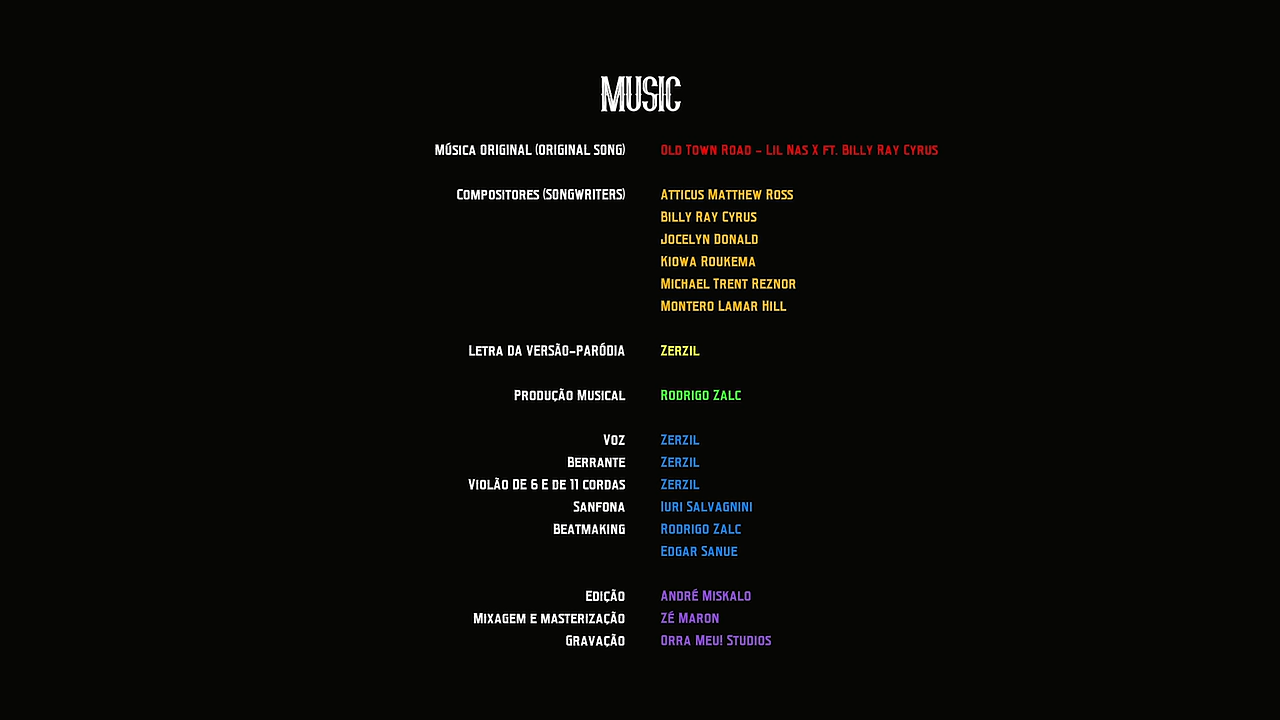 MUSIC
MÚSICA ORIGINAL (ORIGINAL SONG) OLD TOWN ROAD - LIL NAS X FT. BILLY RAY CYRUS
COMPOSITORES (SONGWRITERS) ATTICUS MATTHEW ROSS
BILLY RAY CYRUS
JOCELYN DONALD
KIOWA ROUKEMA
MICHAEL TRENT REZNOR
MONTERO LAMAR HILL
LETRA DA VERSÃO-PARÓDIA ZERZIL
PRODUÇÃO MUSICAL RODRIGO ZALC
VOZ ZERZIL
BERRANTE ZERZIL
VIOLÃO DE 6 E DE 11 CORDAS ZERZIL
SANFONA IURI SALVAGNINI
BEATMAKING RODRIGO ZALC
EDGAR SANUE
EDIÇÃO ANDRÉ MISKALO
MIXAGEM E MASTERIZAÇÃO ZÉ MARON
GRAVAÇÃO ORRA MEU! STUDIOS